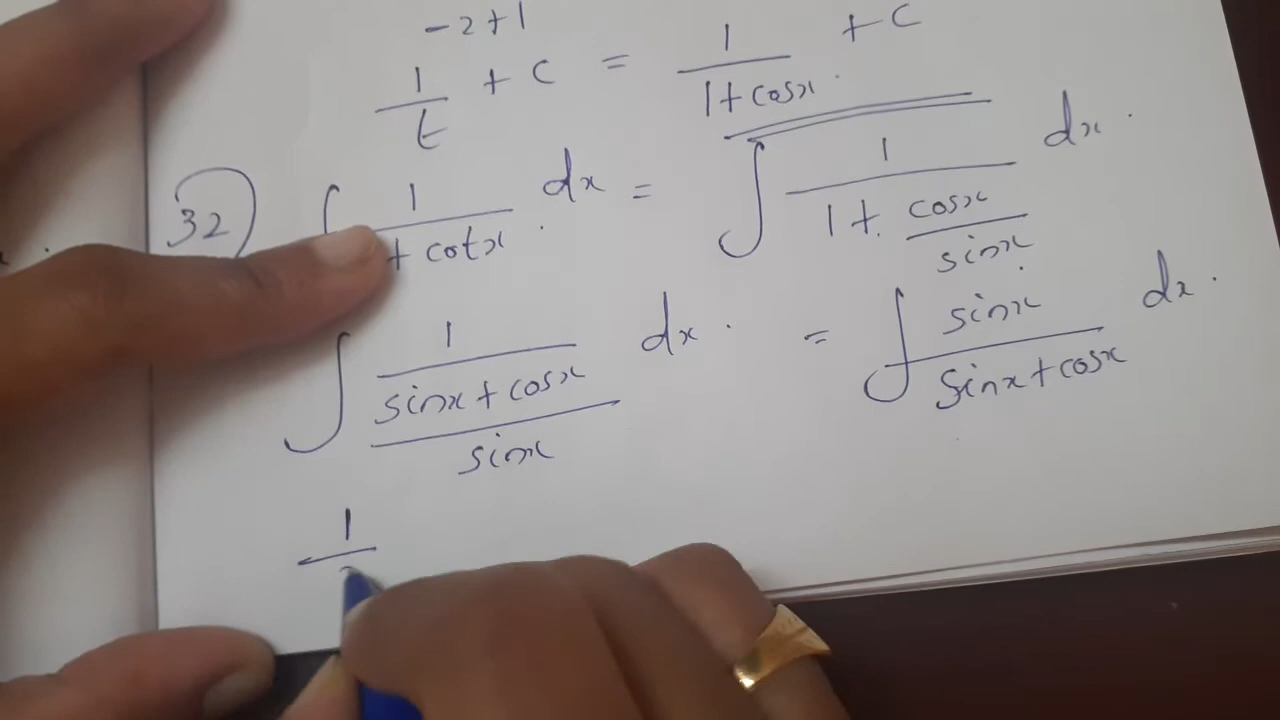 -2+1
1/t + C = 1/(1+cosx) + C
32) ∫ 1/( + cotx) dx = ∫ 1/(1+ cosx/sinx) dx.
∫ 1/((sinx+cosx)/sinx) dx. = ∫ sinx/(sinx+cosx) dx.
1